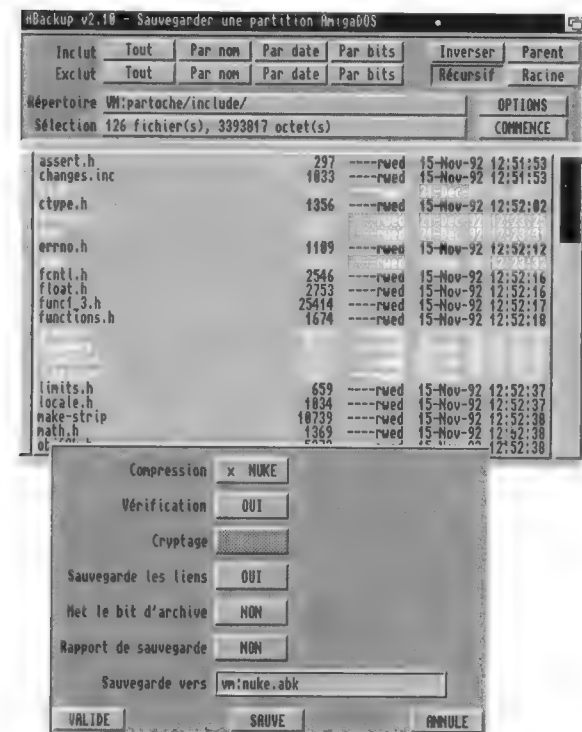 ABackup v2.10 - Sauvegarder une partition AmigaDOS
Inclut Tout Par nom Par date Par bits Inverser Parent
Exclut Tout Par nom Par date Par bits Récursif Racine
Répertoire VM:partoche/include/ OPTIONS
Sélection 126 fichier(s), 3393817 octet(s) COMMENCE
assert.h 297 ----rwed 15-Nov-92 12:51:53
changes.inc 1033 ----rwed 15-Nov-92 12:51:53
ctype.h 1356 ----rwed 15-Nov-92 12:52:02
errno.h 1109 ----rwed 15-Nov-92 12:52:12
fcntl.h 2546 ----rwed 15-Nov-92 12:52:16
float.h 2753 ----rwed 15-Nov-92 12:52:16
funcf_3.h 25414 ----rwed 15-Nov-92 12:52:17
functions.h 1674 ----rwed 15-Nov-92 12:52:18
limits.h 659 ----rwed 15-Nov-92 12:52:37
locale.h 1034 ----rwed 15-Nov-92 12:52:37
make-strip 10739 ----rwed 15-Nov-92 12:52:38
math.h 1369 ----rwed 15-Nov-92 12:52:38
12:52:38
Compression x NUKE
Vérification OUI
Cryptage
Sauvegarde les liens OUI
Met le bit d'archive NON
Rapport de sauvegarde NON
Sauvegarde vers vm:nuke.abk
VALIDE SAUVE ANNULE